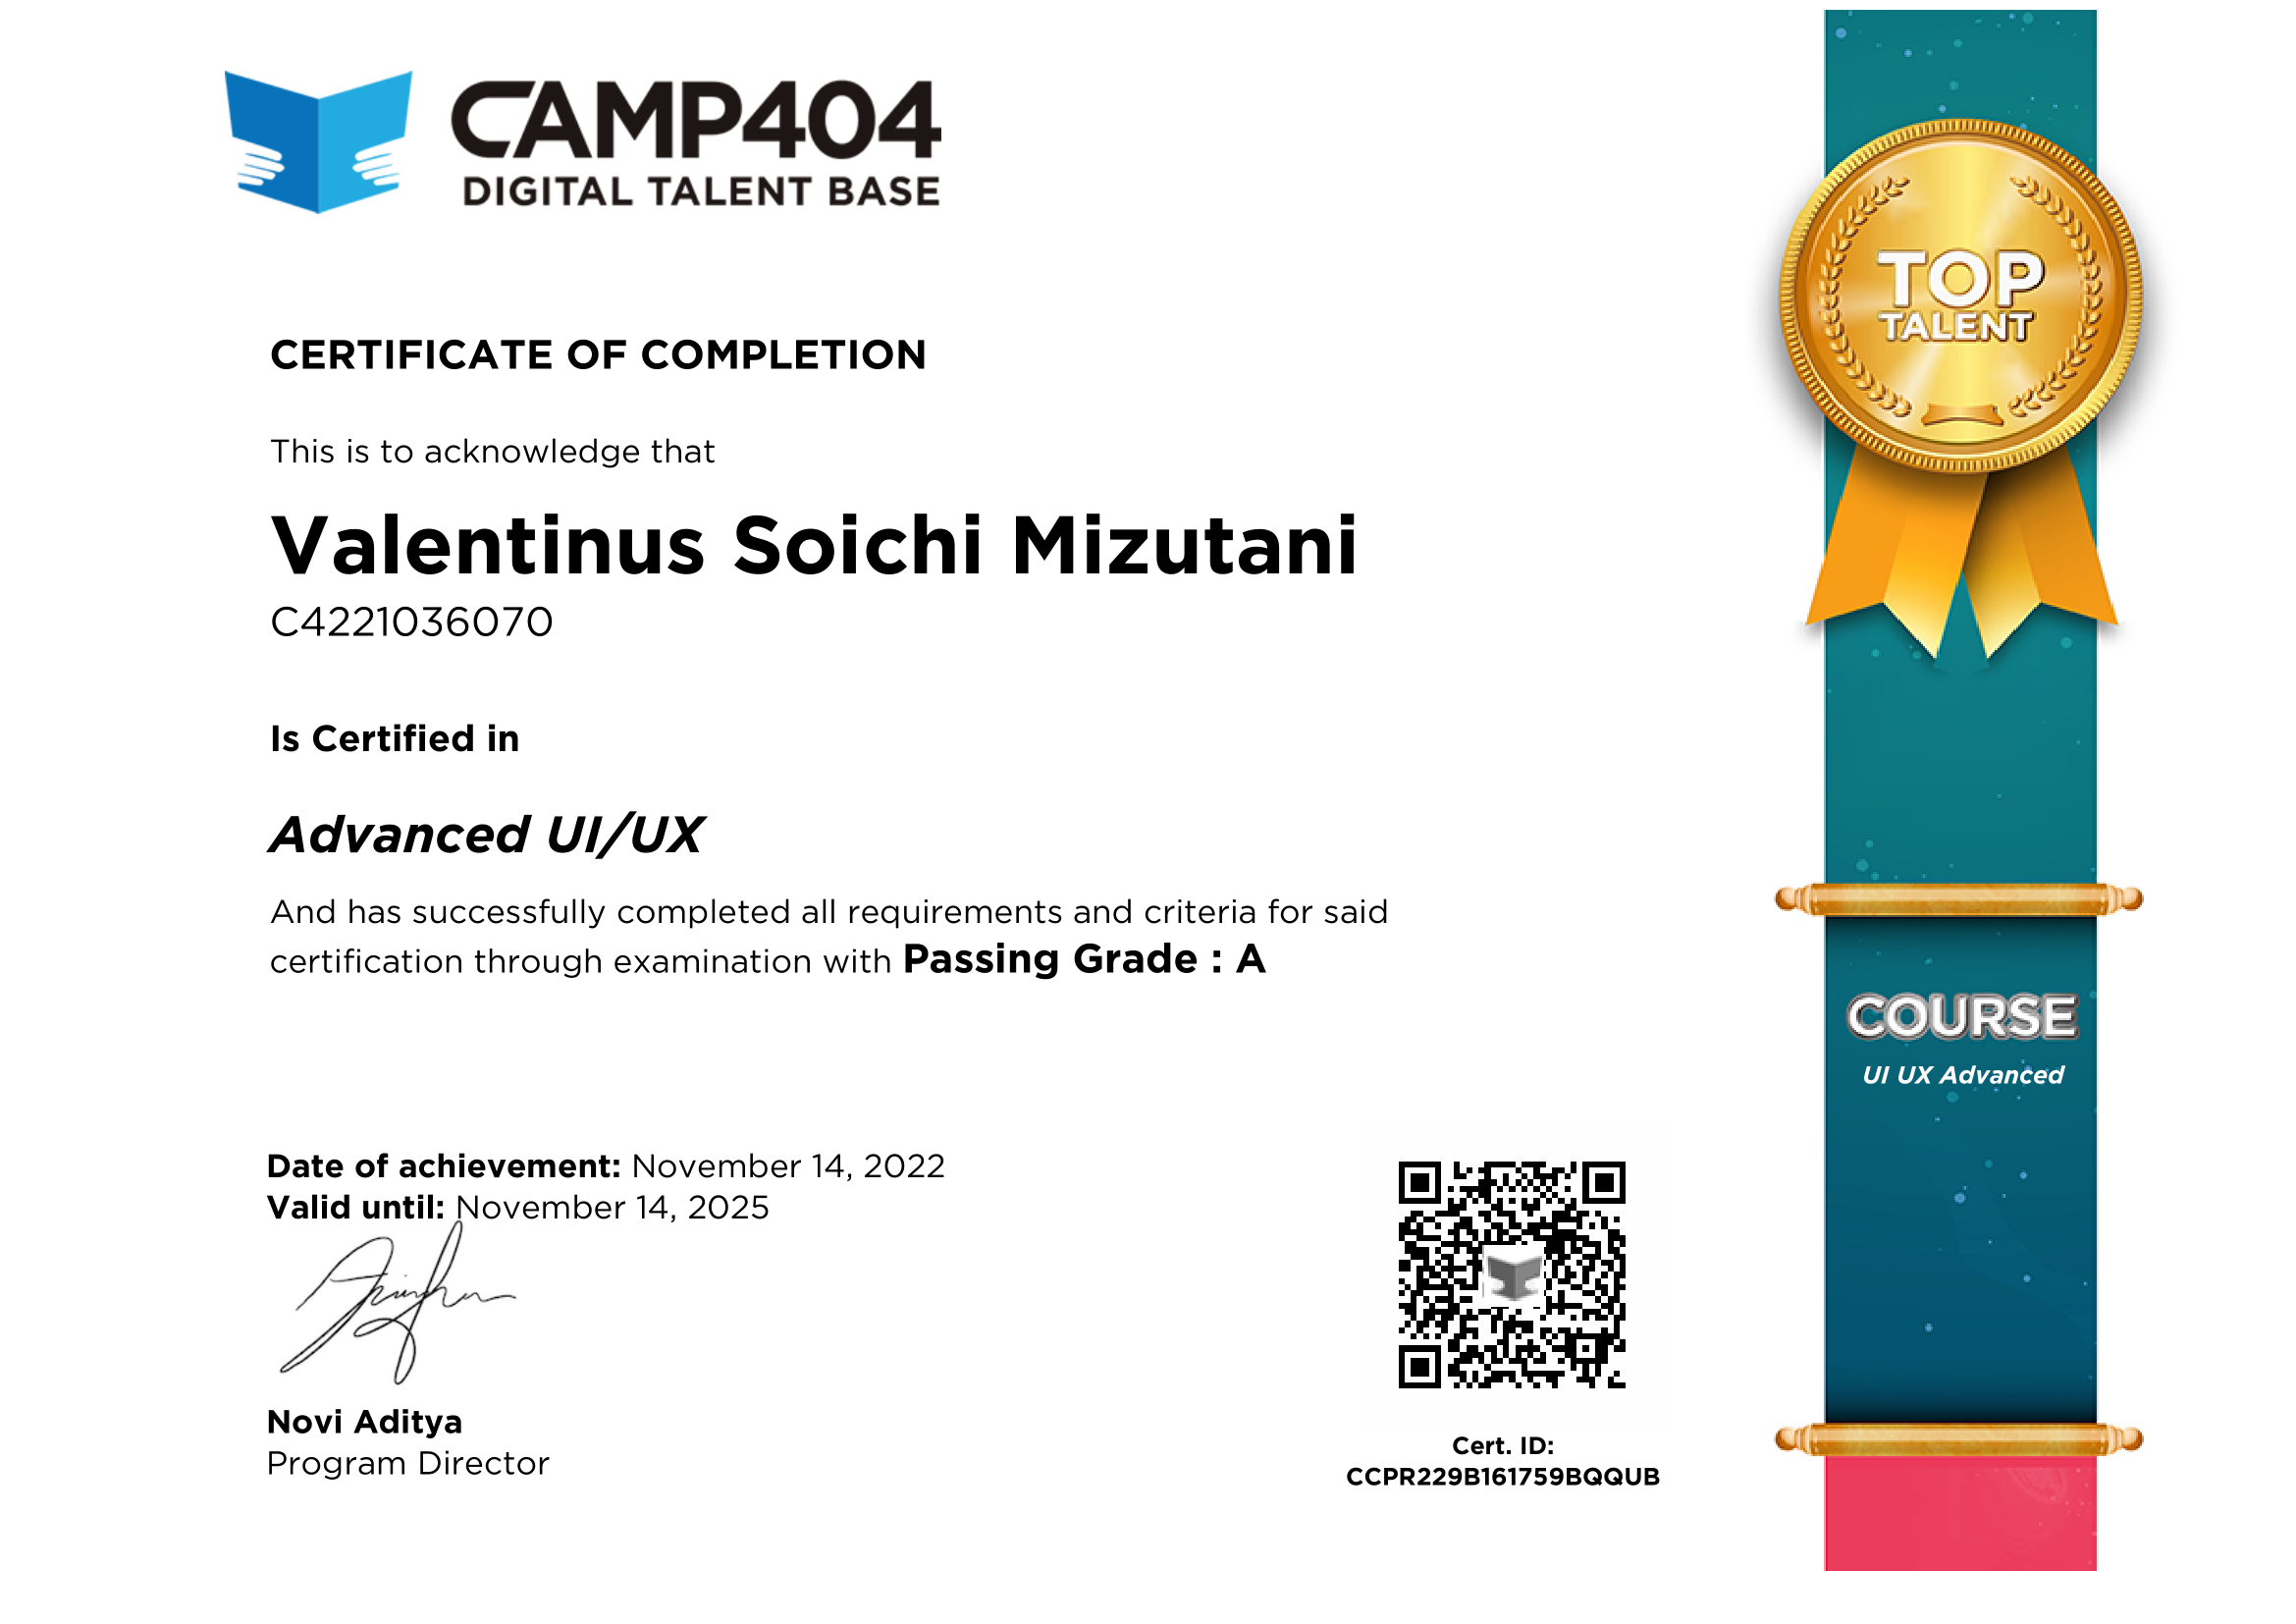 CAMP404
DIGITAL TALENT BASE
CERTIFICATE OF COMPLETION
This is to acknowledge that
Valentinus Soichi Mizutani
C4221036070
Is Certified in
Advanced UI/UX
And has successfully completed all requirements and criteria for said
certification through examination with Passing Grade : A
Date of achievement: November 14, 2022
Valid until: November 14, 2025
Novi Aditya
Program Director
Cert. ID:
CCPR229B161759BQQUB
TOP
TALENT
COURSE
UI UX Advanced